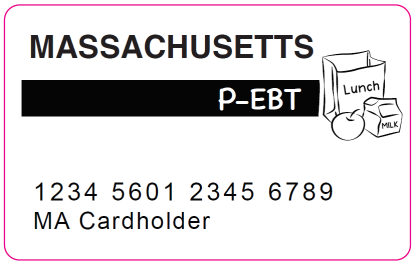 MASSACHUSETTS
P-EBT
Lunch
MILK
1234 5601 2345 6789
MA Cardholder